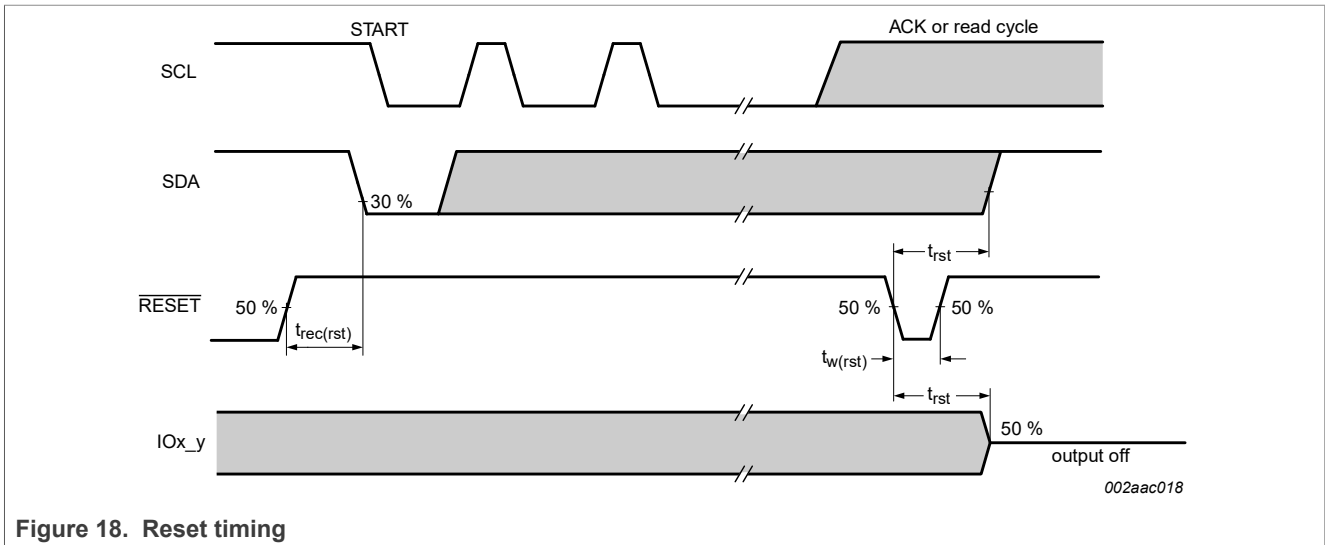 START
ACK or read cycle
SCL
SDA
30 %
t_rst
RESET
50 %
50 %
50 %
t_rec(rst)
t_w(rst)
t_rst
IOx_y
50 %
output off
002aac018
Figure 18. Reset timing